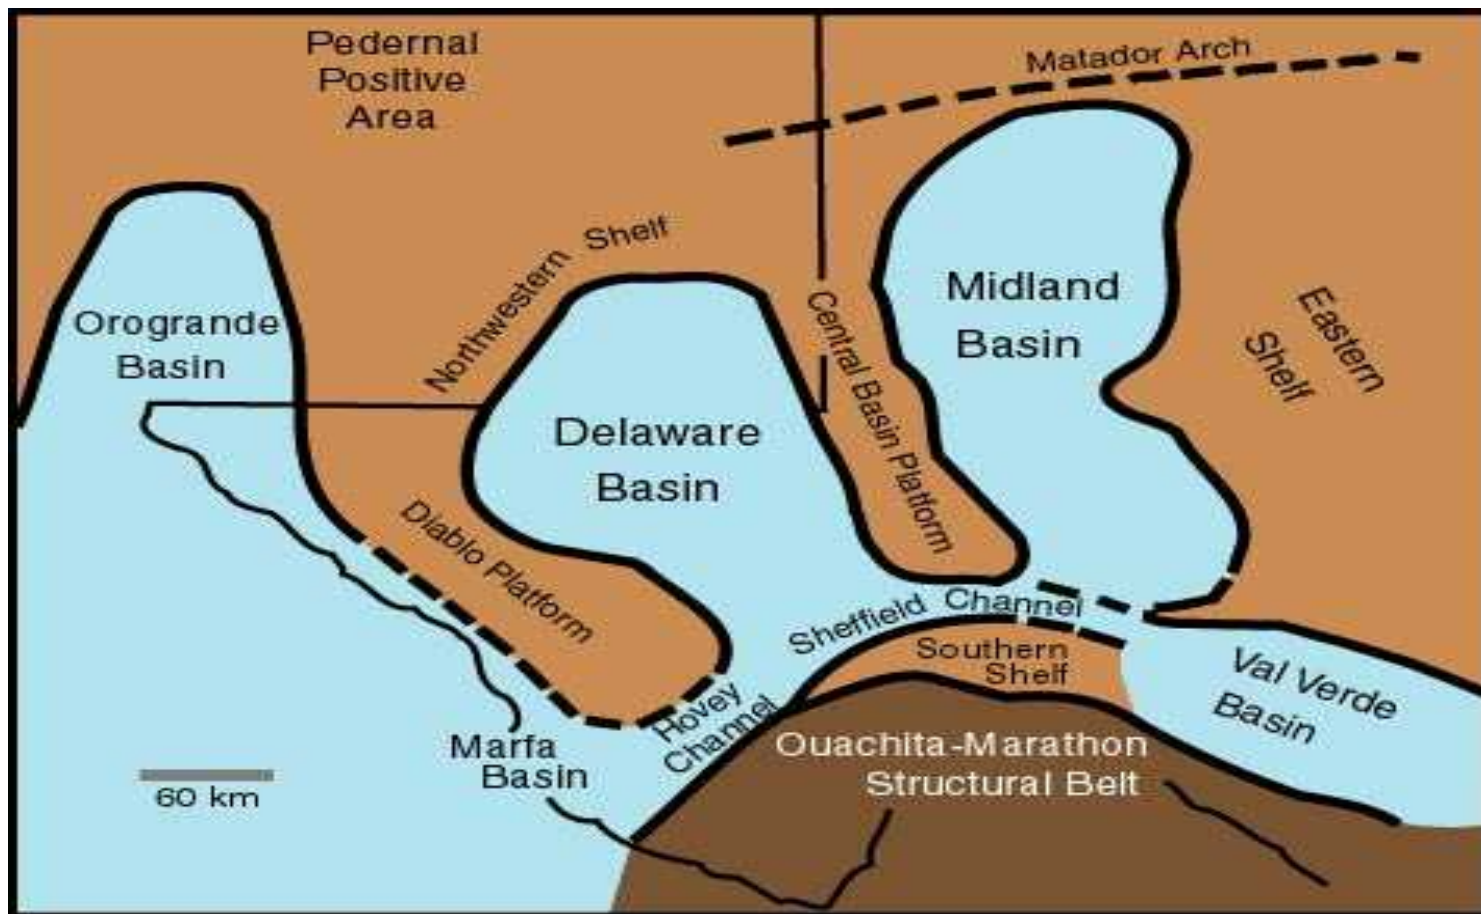 Pedernal
Positive
Area
Matador Arch
Northwestern Shelf
Orogrande
Basin
Midland
Basin
Central Basin Platform
Eastern
Shelf
Delaware
Basin
Diablo Platform
Sheffield Channel
Southern
Shelf
Val Verde
Basin
Hovey
Channel
Marfa
Basin
Ouachita-Marathon
Structural Belt
60 km